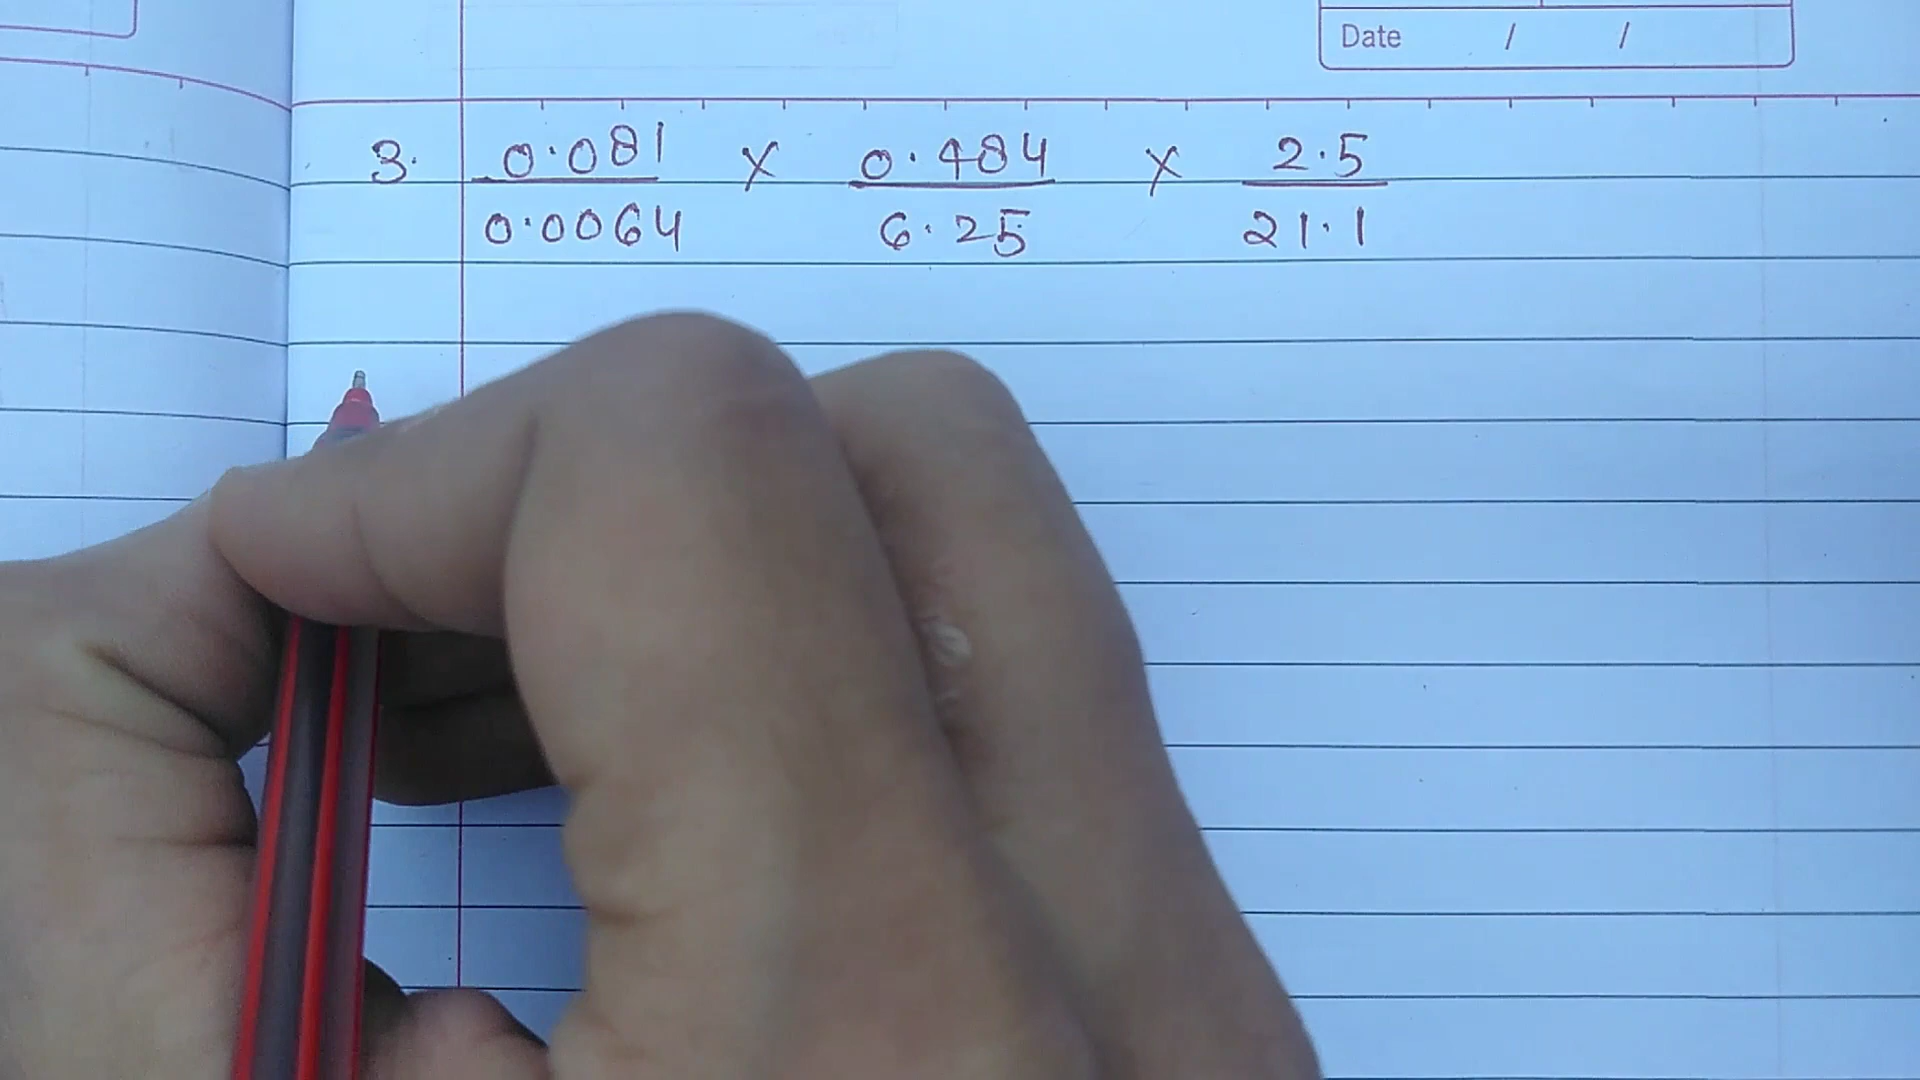 Date / /
3. 0.081 × 0.484 × 2.5
0.0064 6.25 21.1